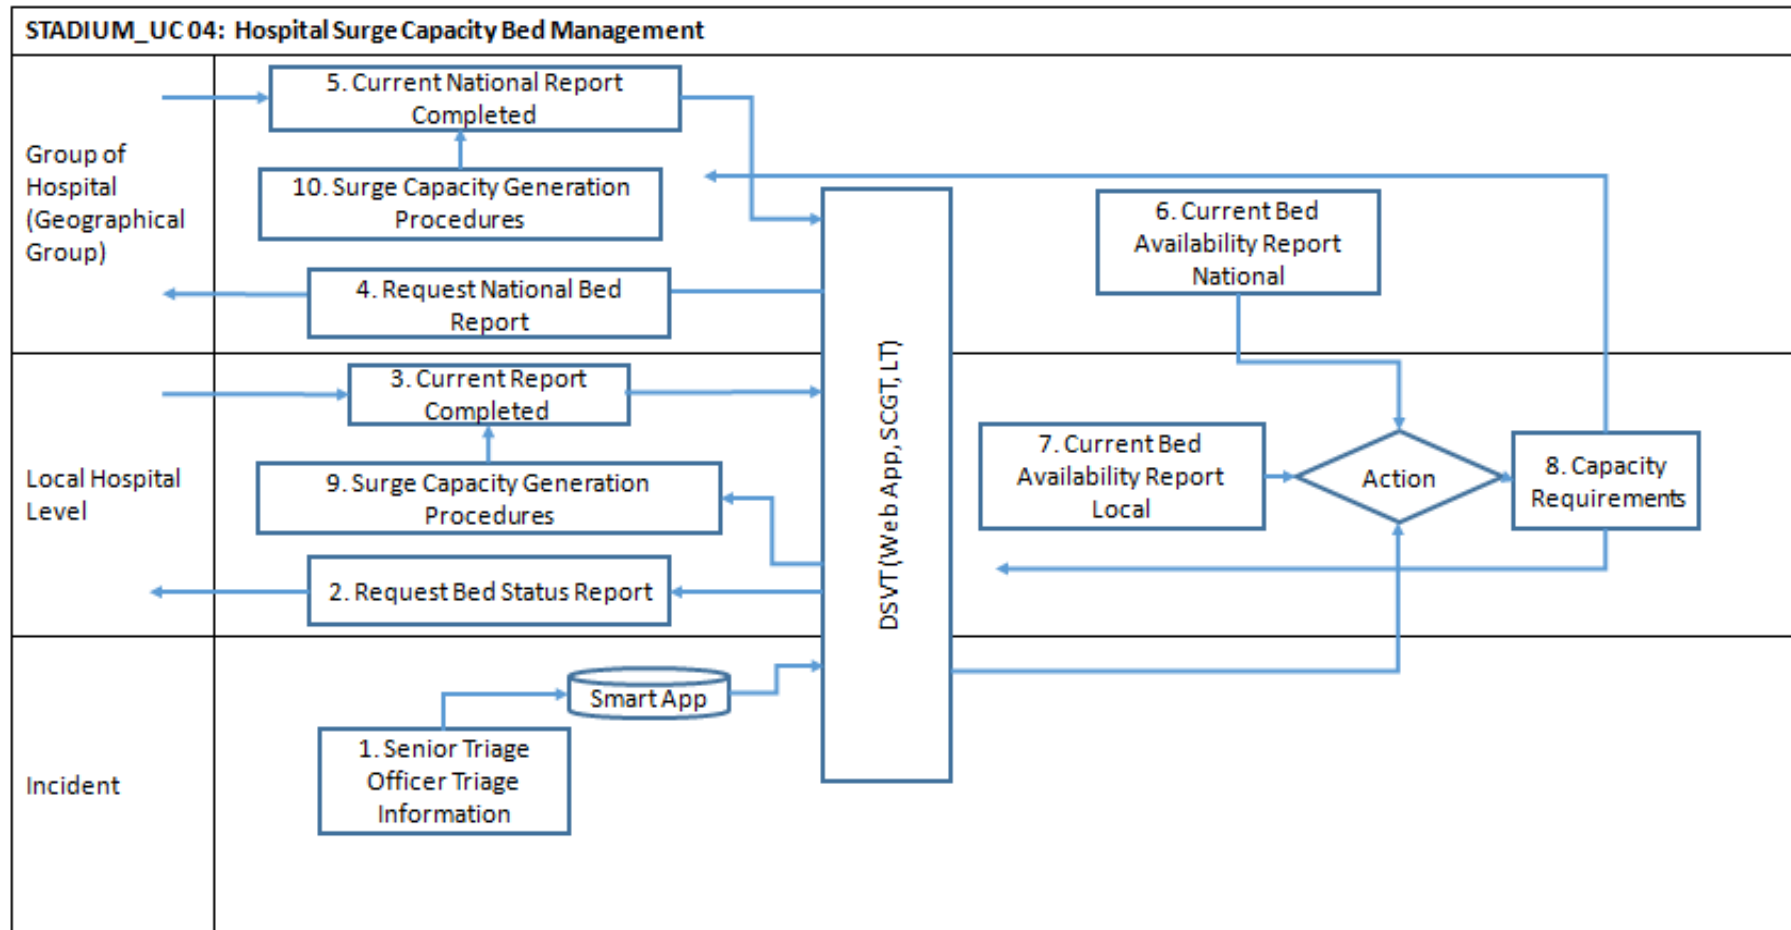 STADIUM_UC 04: Hospital Surge Capacity Bed Management
Group of
Hospital
(Geographical
Group)
5. Current National Report
Completed
10. Surge Capacity Generation
Procedures
4. Request National Bed
Report
6. Current Bed
Availability Report
National
DSVT (Web App, SCGT, LT)
Local Hospital
Level
3. Current Report
Completed
9. Surge Capacity Generation
Procedures
2. Request Bed Status Report
7. Current Bed
Availability Report
Local
Action
8. Capacity
Requirements
Incident
Smart App
1. Senior Triage
Officer Triage
Information